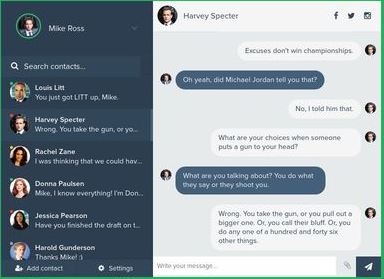 Mike Ross
Search contacts...
Louis Litt
You just got LITT up, Mike.
Harvey Specter
Wrong. You take the gun, or yo...
Rachel Zane
I was thinking that we could hav...
Donna Paulsen
Mike, I know everything! I'm Don...
Jessica Pearson
Have you finished the draft on t...
Harold Gunderson
Thanks Mike! :)
Add contact
Settings
Harvey Specter
Excuses don't win championships.
Oh yeah, did Michael Jordan tell you that?
No, I told him that.
What are your choices when someone
puts a gun to your head?
What are you talking about? You do what
they say or they shoot you.
Wrong. You take the gun, or you pull out a
bigger one. Or, you call their bluff. Or, you
do any one of a hundred and forty six
other things.
Write your message...